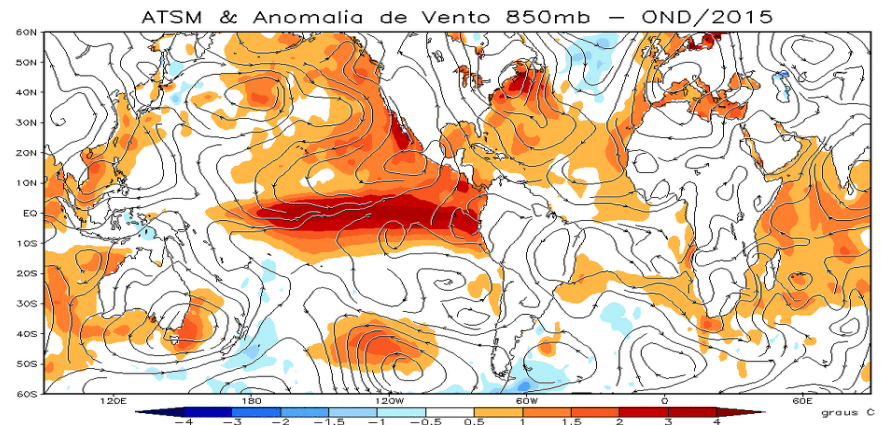 ATSM & Anomalia de Vento 850mb — OND/2015
60N
50N
40N
30N
20N
10N
EQ
10S
20S
30S
40S
50S
60S
120E 180 120W 60W 0 60E
-4 -3 -2 -1.5 -1 -0.5 0.5 1 1.5 2 3 4
graus C